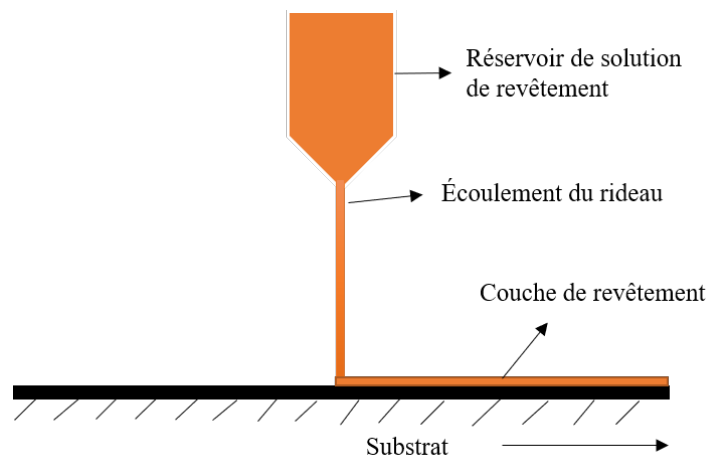 Réservoir de solution
de revêtement
Écoulement du rideau
Couche de revêtement
Substrat